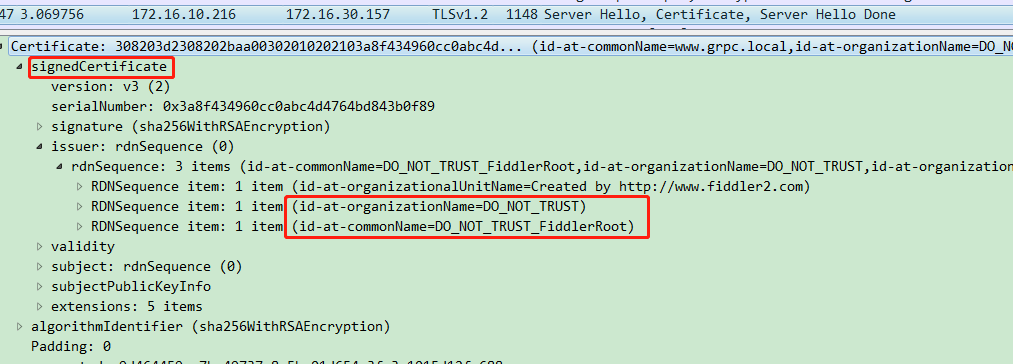 47 3.069756 172.16.10.216 172.16.30.157 TLSv1.2 1148 Server Hello, Certificate, Server Hello Done
Certificate: 308203d2308202baa00302010202103a8f434960cc0abc4d... (id-at-commonName=www.grpc.local,id-at-organizationName=DO_NO
signedCertificate
version: v3 (2)
serialNumber: 0x3a8f434960cc0abc4d4764bd843b0f89
signature (sha256WithRSAEncryption)
issuer: rdnSequence (0)
rdnSequence: 3 items (id-at-commonName=DO_NOT_TRUST_FiddlerRoot,id-at-organizationName=DO_NOT_TRUST,id-at-organization
RDNSequence item: 1 item (id-at-organizationalUnitName=Created by http://www.fiddler2.com)
RDNSequence item: 1 item (id-at-organizationName=DO_NOT_TRUST)
RDNSequence item: 1 item (id-at-commonName=DO_NOT_TRUST_FiddlerRoot)
validity
subject: rdnSequence (0)
subjectPublicKeyInfo
extensions: 5 items
algorithmIdentifier (sha256WithRSAEncryption)
Padding: 0